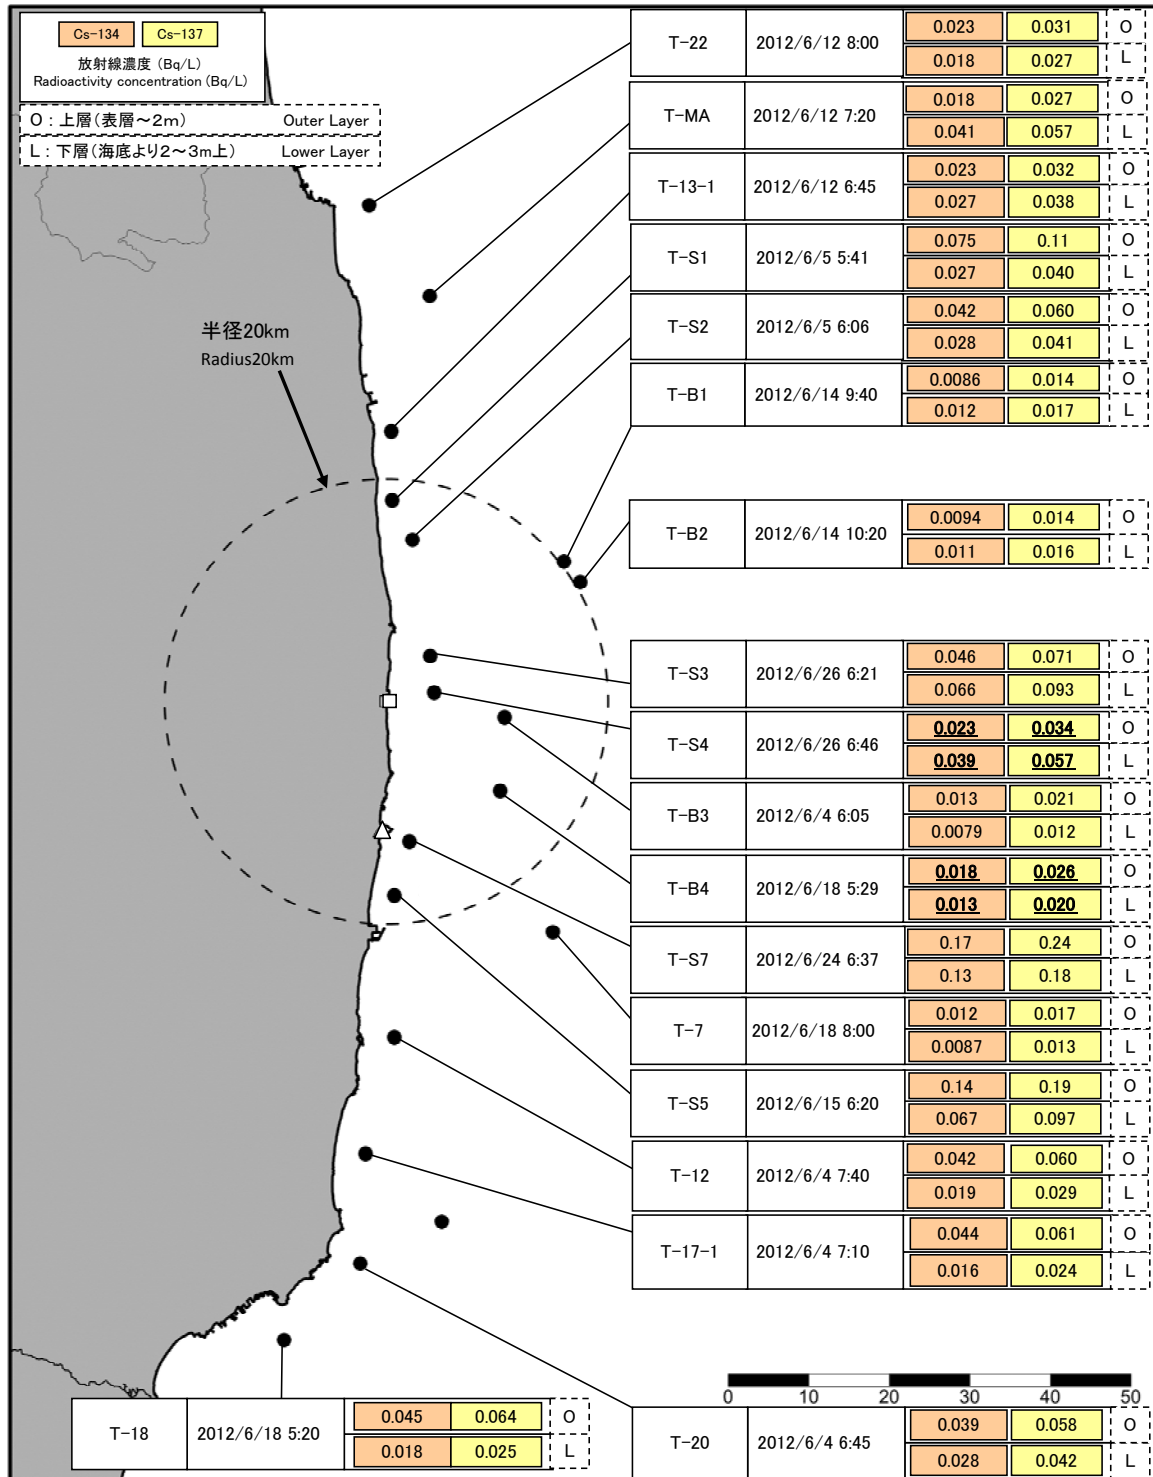 Cs-134 Cs-137
放射線濃度 (Bq/L)
Radioactivity concentration (Bq/L)
O : 上層(表層～2m) Outer Layer
L : 下層(海底より2～3m上) Lower Layer
半径20km
Radius20km
T-22 2012/6/12 8:00 0.023 0.031 O
0.018 0.027 L
T-MA 2012/6/12 7:20 0.018 0.027 O
0.041 0.057 L
T-13-1 2012/6/12 6:45 0.023 0.032 O
0.027 0.038 L
T-S1 2012/6/5 5:41 0.075 0.11 O
0.027 0.040 L
T-S2 2012/6/5 6:06 0.042 0.060 O
0.028 0.041 L
T-B1 2012/6/14 9:40 0.0086 0.014 O
0.012 0.017 L
T-B2 2012/6/14 10:20 0.0094 0.014 O
0.011 0.016 L
T-S3 2012/6/26 6:21 0.046 0.071 O
0.066 0.093 L
T-S4 2012/6/26 6:46 0.023 0.034 O
0.039 0.057 L
T-B3 2012/6/4 6:05 0.013 0.021 O
0.0079 0.012 L
T-B4 2012/6/18 5:29 0.018 0.026 O
0.013 0.020 L
T-S7 2012/6/24 6:37 0.17 0.24 O
0.13 0.18 L
T-7 2012/6/18 8:00 0.012 0.017 O
0.0087 0.013 L
T-S5 2012/6/15 6:20 0.14 0.19 O
0.067 0.097 L
T-12 2012/6/4 7:40 0.042 0.060 O
0.019 0.029 L
T-17-1 2012/6/4 7:10 0.044 0.061 O
0.016 0.024 L
0 10 20 30 40 50
T-18 2012/6/18 5:20 0.045 0.064 O
0.018 0.025 L
T-20 2012/6/4 6:45 0.039 0.058 O
0.028 0.042 L